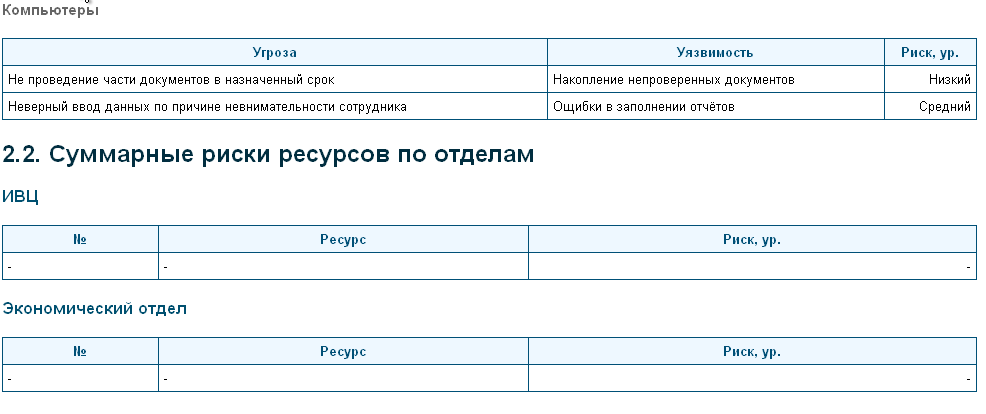 Компьютеры
Угроза Уязвимость Риск, ур.
Не проведение части документов в назначенный срок Накопление непроверенных документов Низкий
Неверный ввод данных по причине невнимательности сотрудника Ощибки в заполнении отчётов Средний
2.2. Суммарные риски ресурсов по отделам
ИВЦ
№ Ресурс Риск, ур.
- - -
Экономический отдел
№ Ресурс Риск, ур.
- - -